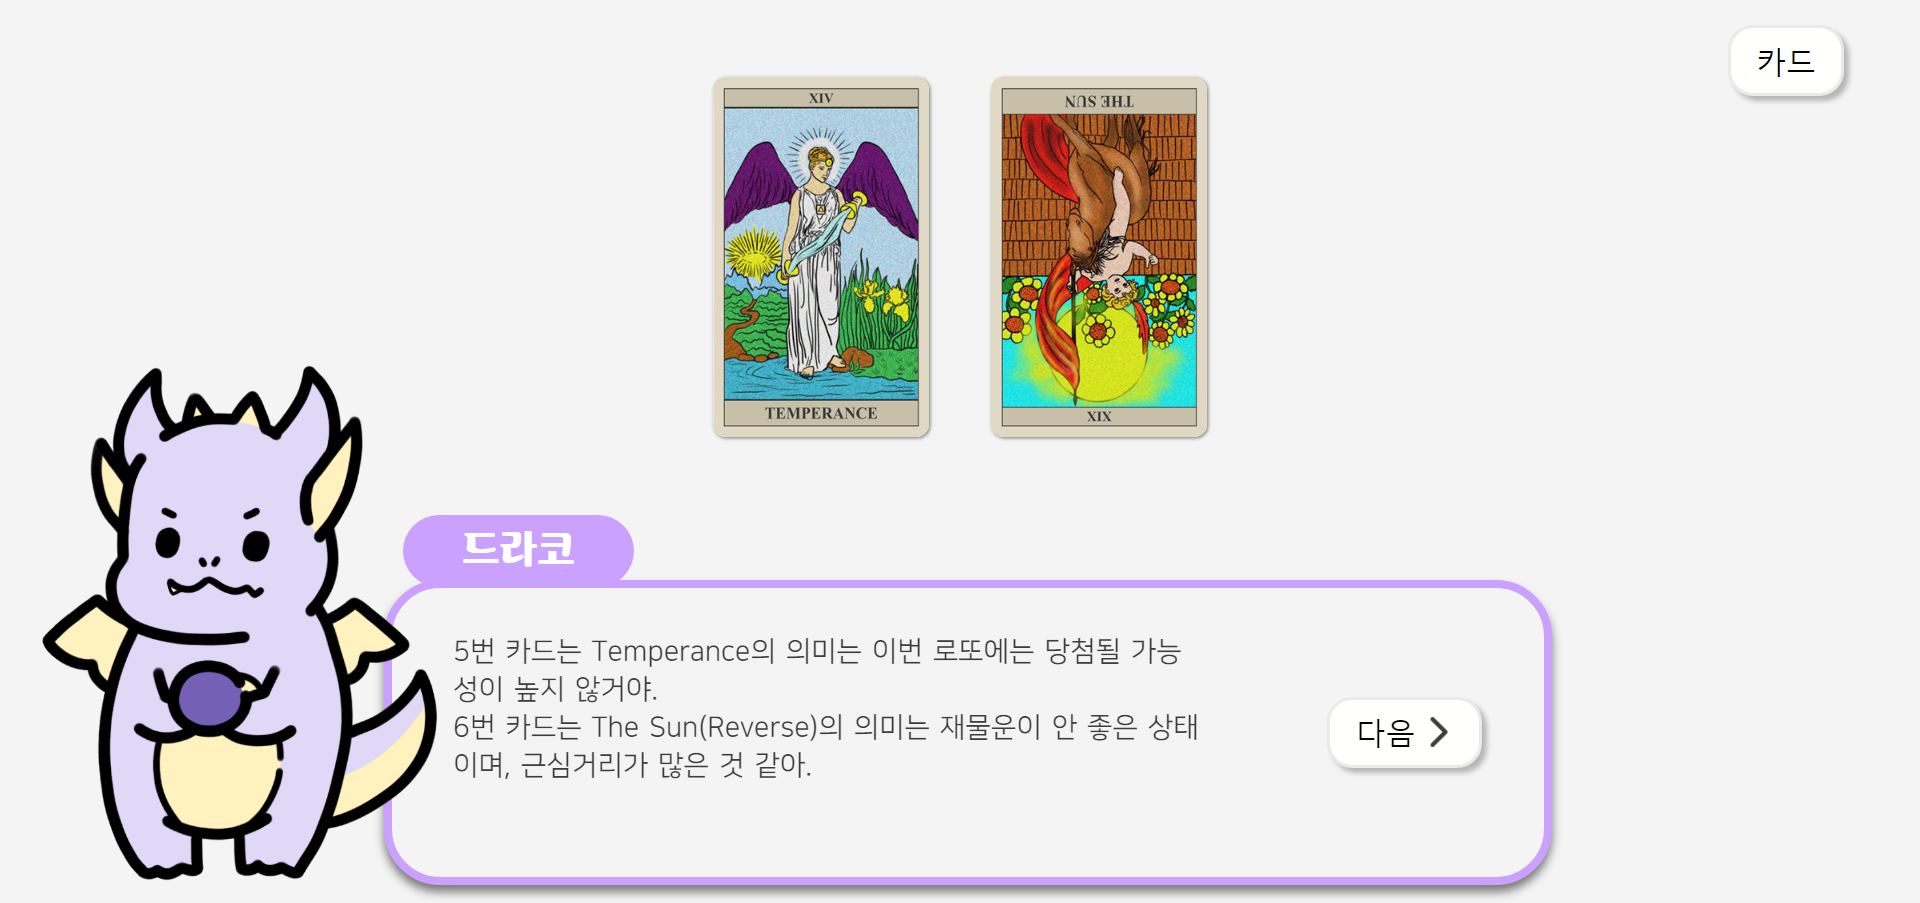 카드
XIV
TEMPERANCE
THE SUN
XIX
드라코
5번 카드는 Temperance의 의미는 이번 로또에는 당첨될 가능
성이 높지 않거야.
6번 카드는 The Sun(Reverse)의 의미는 재물운이 안 좋은 상태
이며, 근심거리가 많은 것 같아.
다음